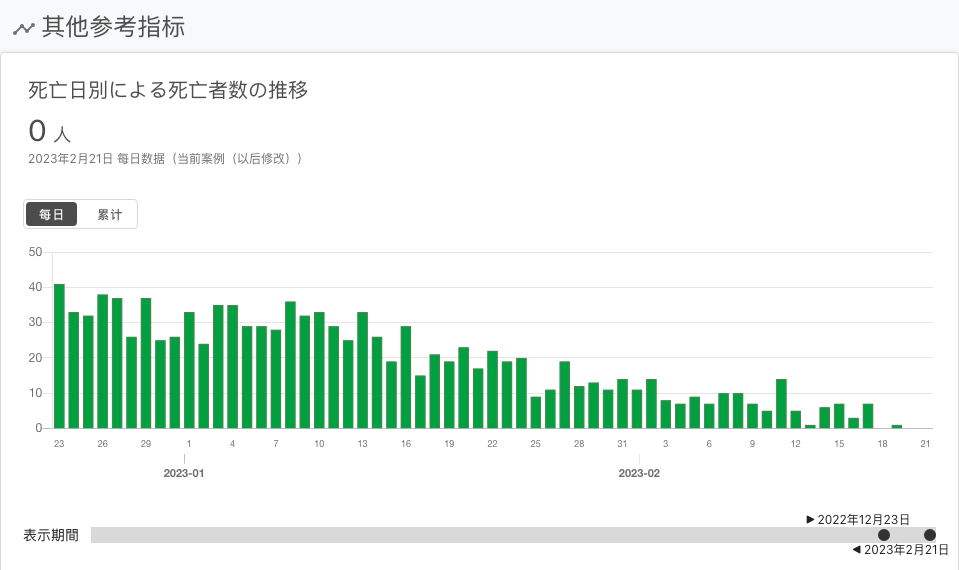 其他参考指标
死亡日別による死亡者数の推移
0 人
2023年2月21日 每日数据（当前案例（以后修改））
每日 累计
50
40
30
20
10
0
23 26 29 1 4 7 10 13 16 19 22 25 28 31 3 6 9 12 15 18 21
2023-01 2023-02
▶ 2022年12月23日
表示期間
◀ 2023年2月21日